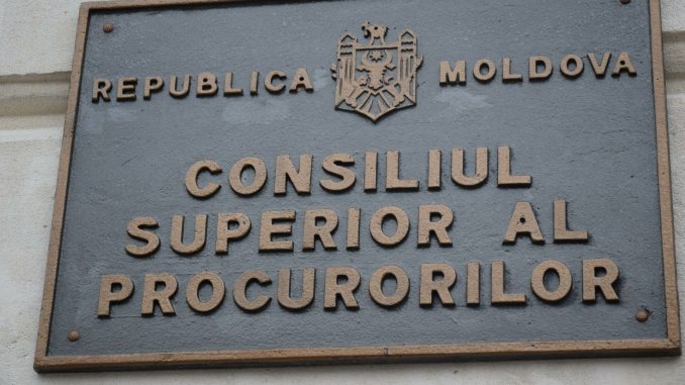 REPUBLICA MOLDOVA
CONSILIUL
SUPERIOR AL
PROCURORILOR